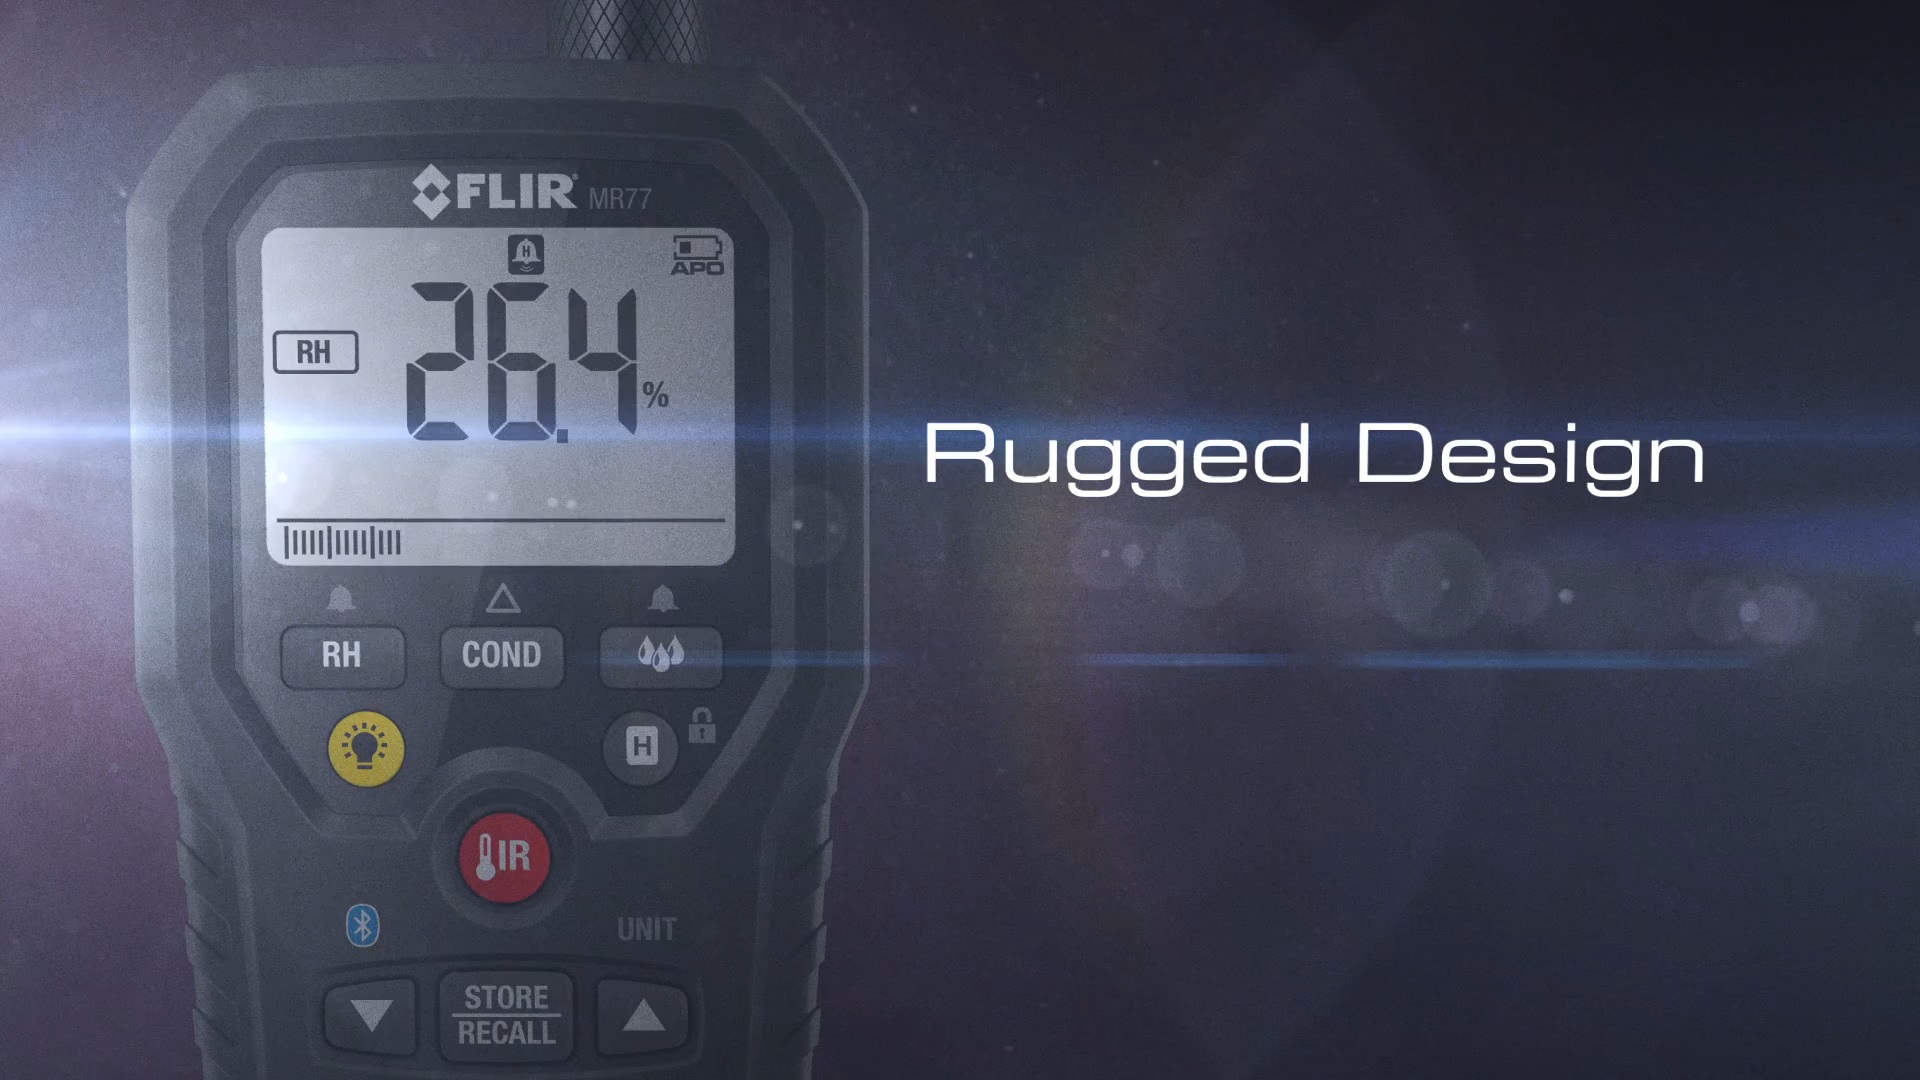 FLIR MR77
H
APO
RH
26.4 %
RH
COND
H
IR
UNIT
STORE
RECALL
Rugged Design